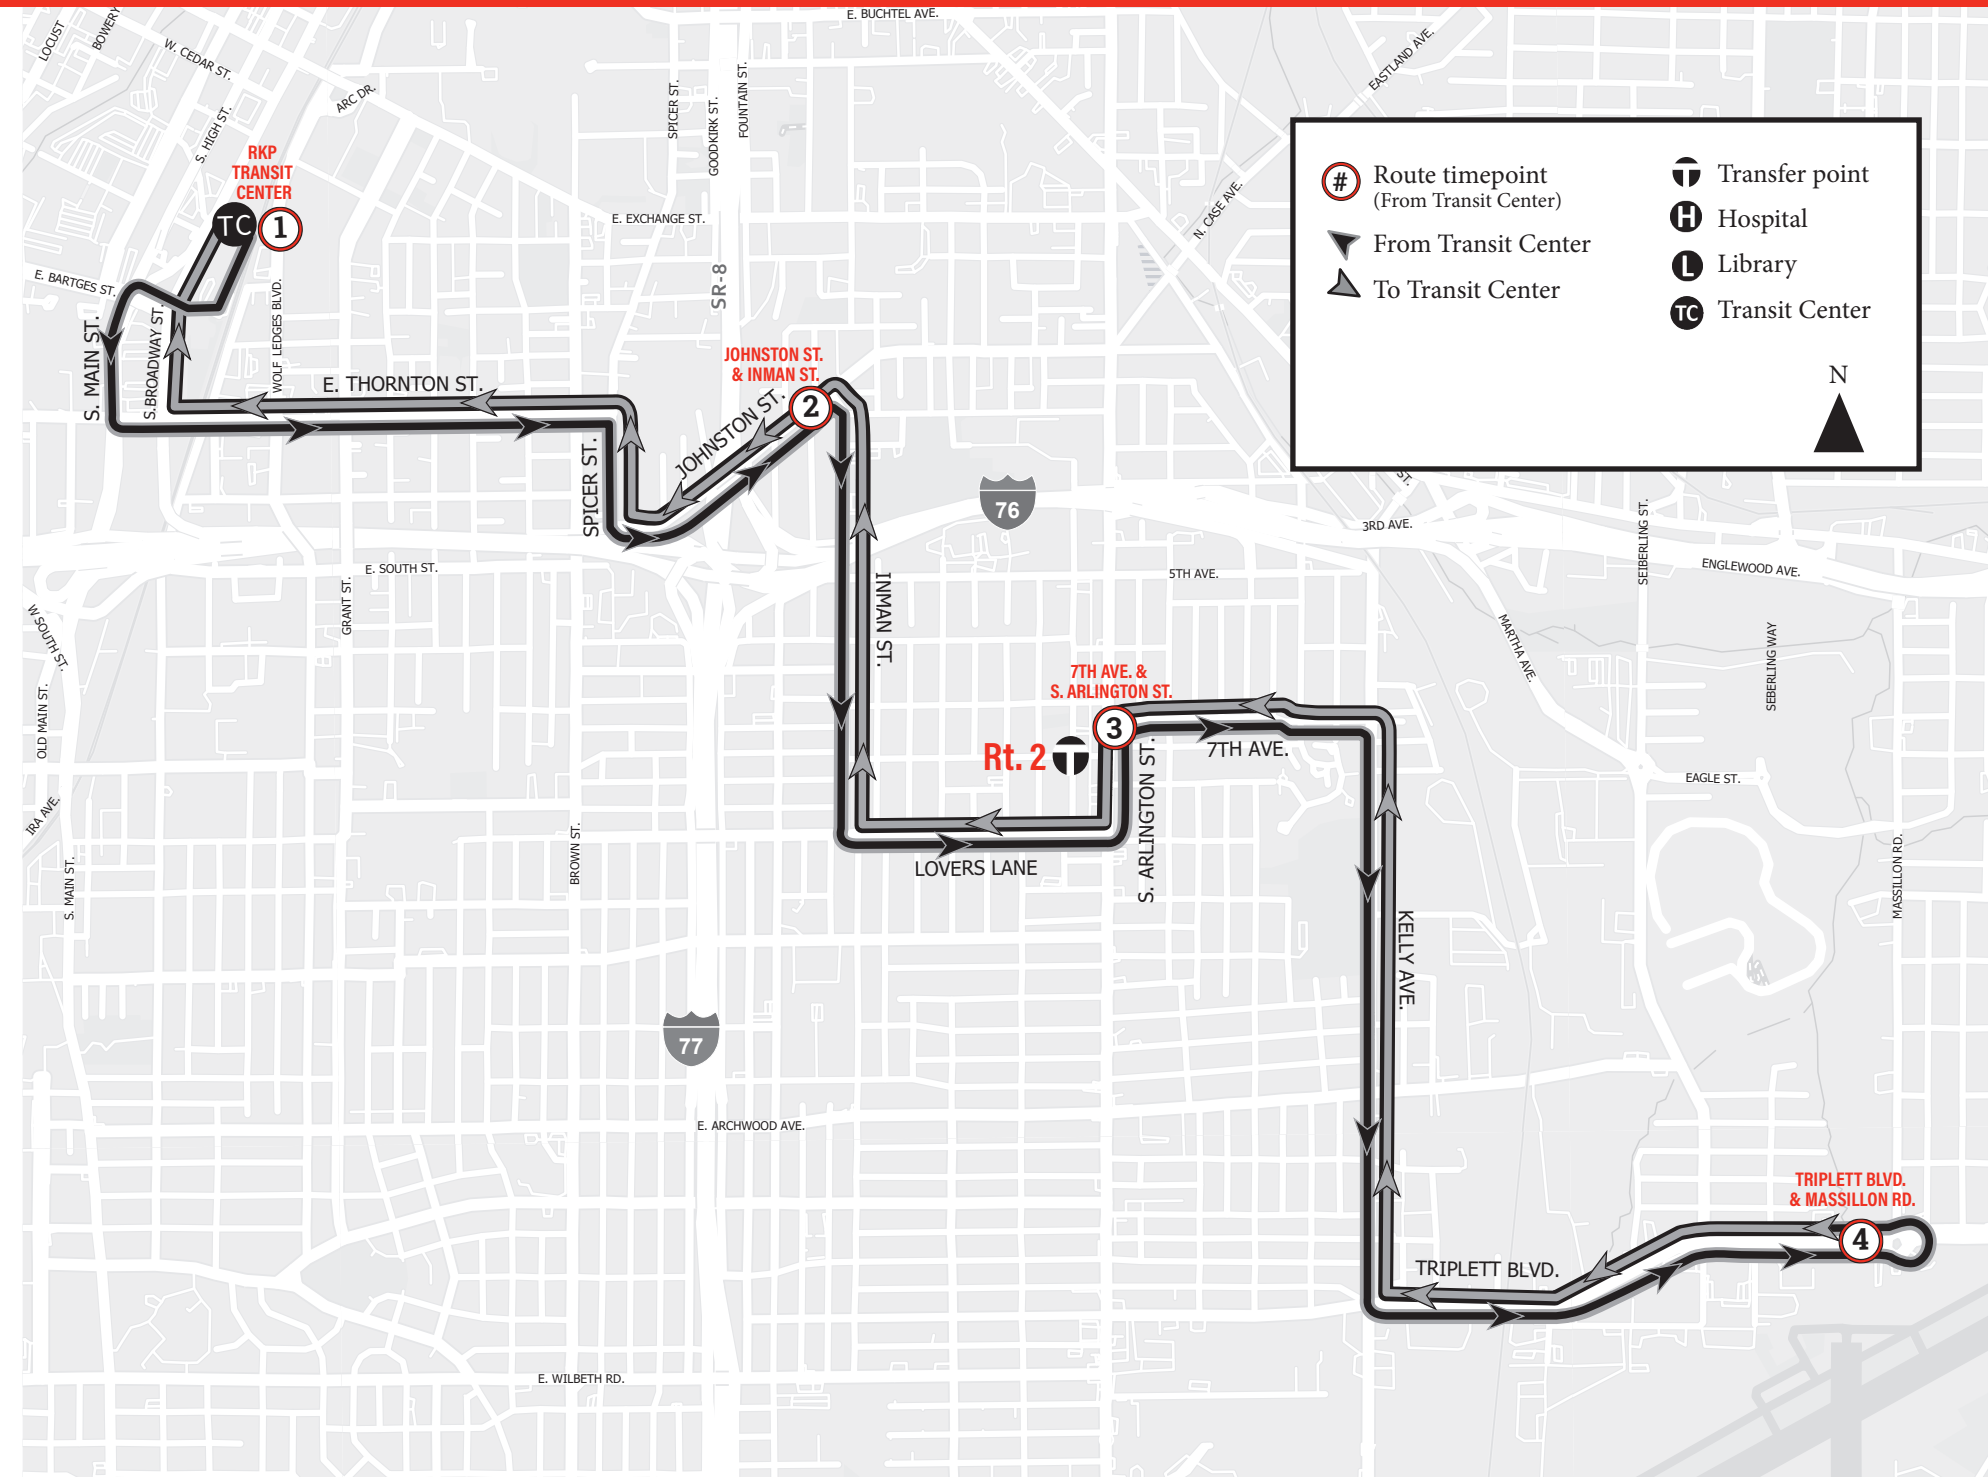 E. BUCHTEL AVE.
LOCUST
BOWERY
W. CEDAR ST.
ARC DR.
S. HIGH ST.
SPICER ST.
GOODKIRK ST.
FOUNTAIN ST.
EASTLAND AVE.
N. CASE AVE.
RKP
TRANSIT
CENTER
TC
1
E. EXCHANGE ST.
SR-8
E. BARTGES ST.
S. MAIN ST.
S. BROADWAY ST.
WOLF LEDGES BLVD.
E. THORNTON ST.
JOHNSTON ST.
& INMAN ST.
2
JOHNSTON ST.
SPICER ST.
#
Route timepoint
(From Transit Center)
From Transit Center
To Transit Center
T
Transfer point
H
Hospital
L
Library
TC
Transit Center
N
ST.
76
3RD AVE.
5TH AVE.
SEIBERLING ST.
ENGLEWOOD AVE.
E. SOUTH ST.
GRANT ST.
W SOUTH ST.
INMAN ST.
MARTHA AVE.
SEBERLING WAY
OLD MAIN ST.
7TH AVE. &
S. ARLINGTON ST.
3
Rt. 2
T
7TH AVE.
S. ARLINGTON ST.
EAGLE ST.
IRA AVE.
BROWN ST.
S. MAIN ST.
LOVERS LANE
MASSILLON RD.
KELLY AVE.
77
E. ARCHWOOD AVE.
TRIPLETT BLVD.
& MASSILLON RD.
4
TRIPLETT BLVD.
E. WILBETH RD.